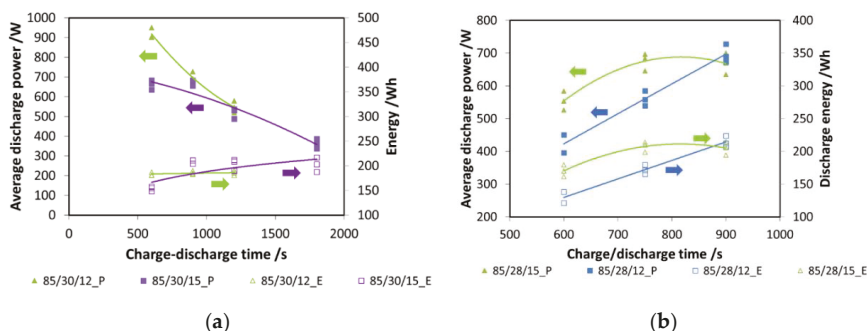 1000
900
800
700
600
500
400
300
200
100
0
Average discharge power /W
500
450
400
350
300
250
200
150
100
Energy /Wh
0 500 1000 1500 2000
Charge-discharge time /s
85/30/12_P 85/30/15_P 85/30/12_E 85/30/15_E
(a)
800
700
600
500
400
300
200
Average discharge power /W
400
350
300
250
200
150
100
Discharge energy /Wh
500 600 700 800 900 1000
Charge/discharge time /s
85/28/15_P 85/28/12_P 85/28/12_E 85/28/15_E
(b)